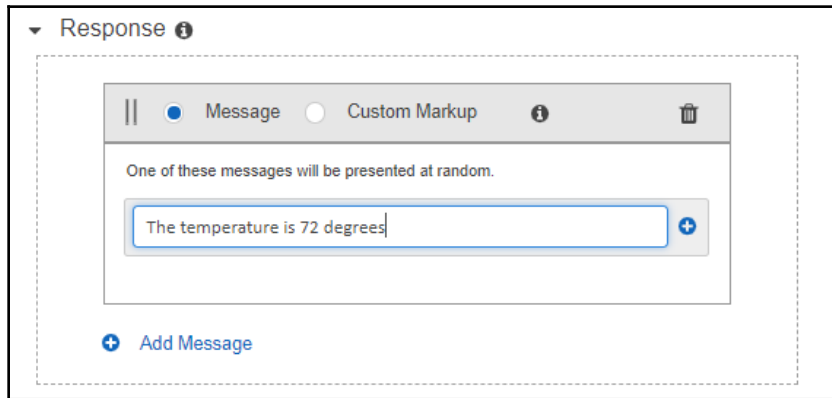 Response
Message Custom Markup
One of these messages will be presented at random.
The temperature is 72 degrees
Add Message